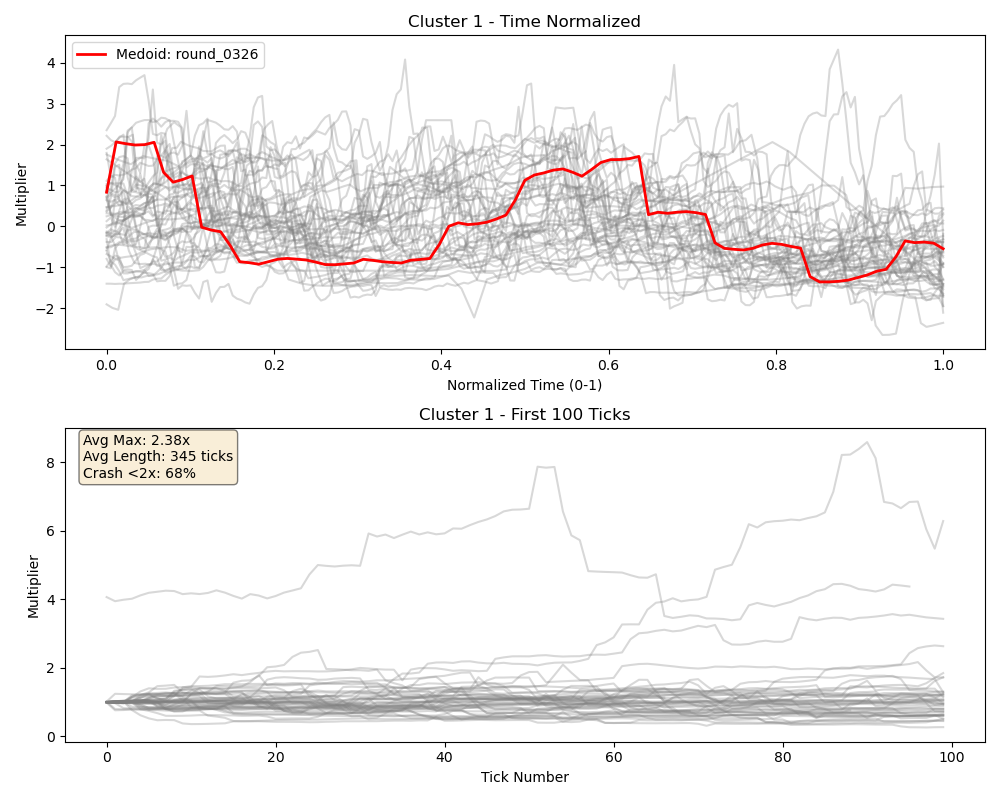 Cluster 1 - Time Normalized
Medoid: round_0326
Multiplier
4
3
2
1
0
−1
−2
0.0 0.2 0.4 0.6 0.8 1.0
Normalized Time (0-1)
Cluster 1 - First 100 Ticks
Avg Max: 2.38x
Avg Length: 345 ticks
Crash <2x: 68%
Multiplier
8
6
4
2
0
0 20 40 60 80 100
Tick Number